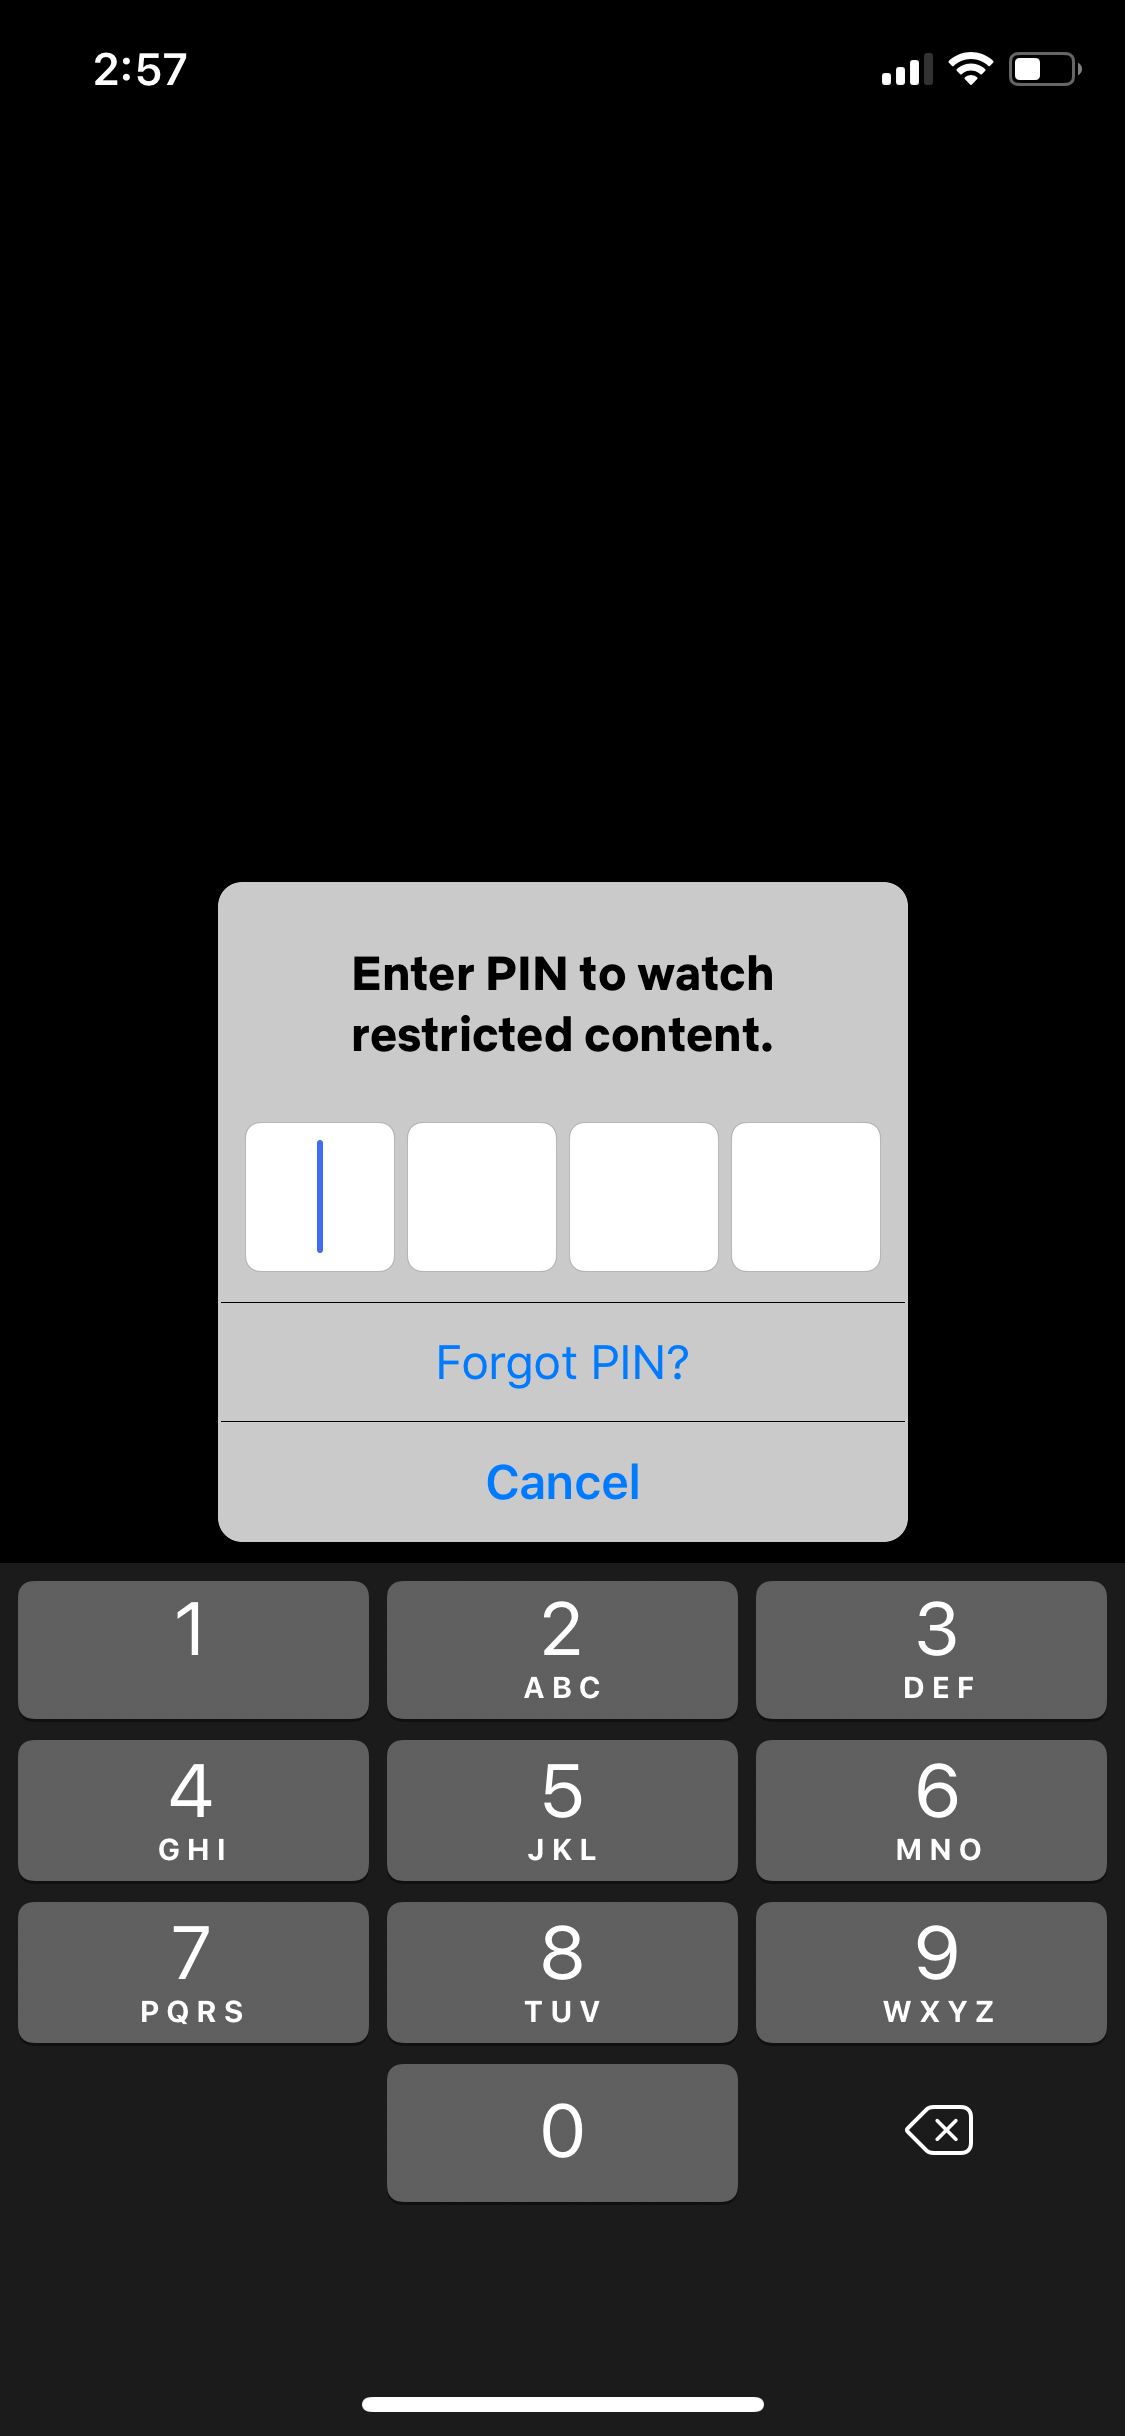 2:57
Enter PIN to watch
restricted content.
Forgot PIN?
Cancel
1
2
ABC
3
DEF
4
GHI
5
JKL
6
MNO
7
PQRS
8
TUV
9
WXYZ
0